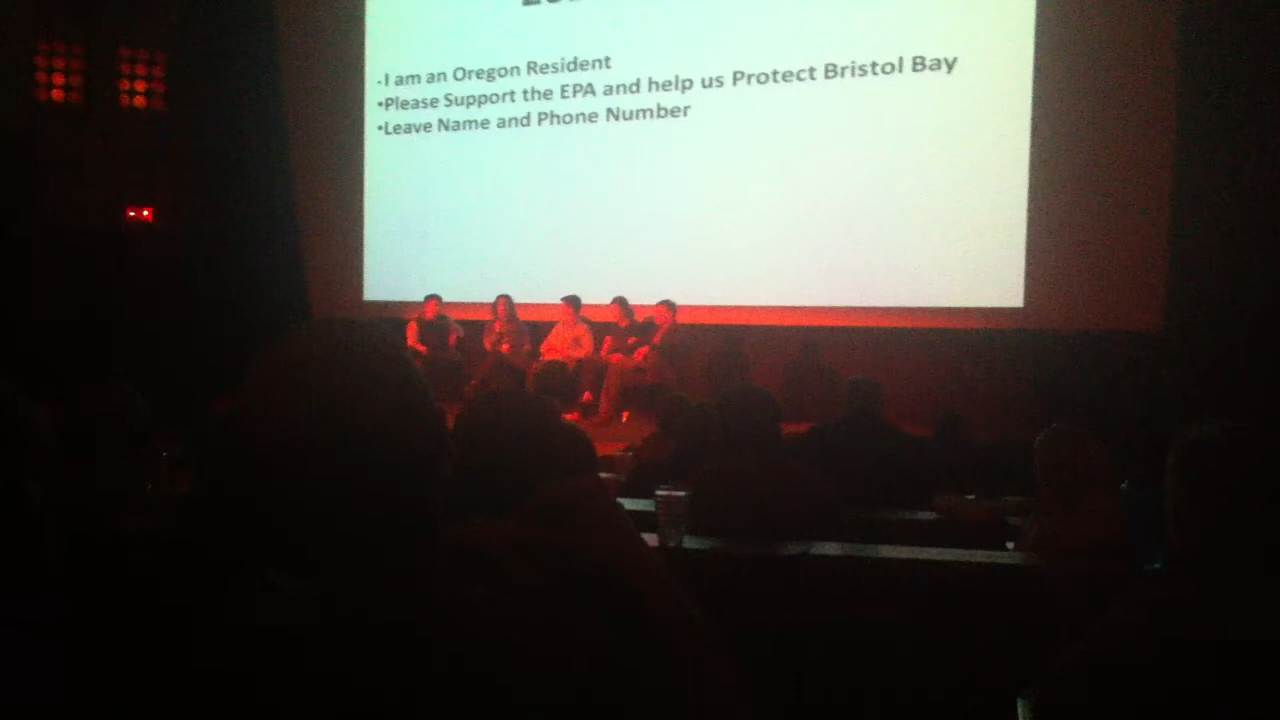 •I am an Oregon Resident
•Please Support the EPA and help us Protect Bristol Bay
•Leave Name and Phone Number